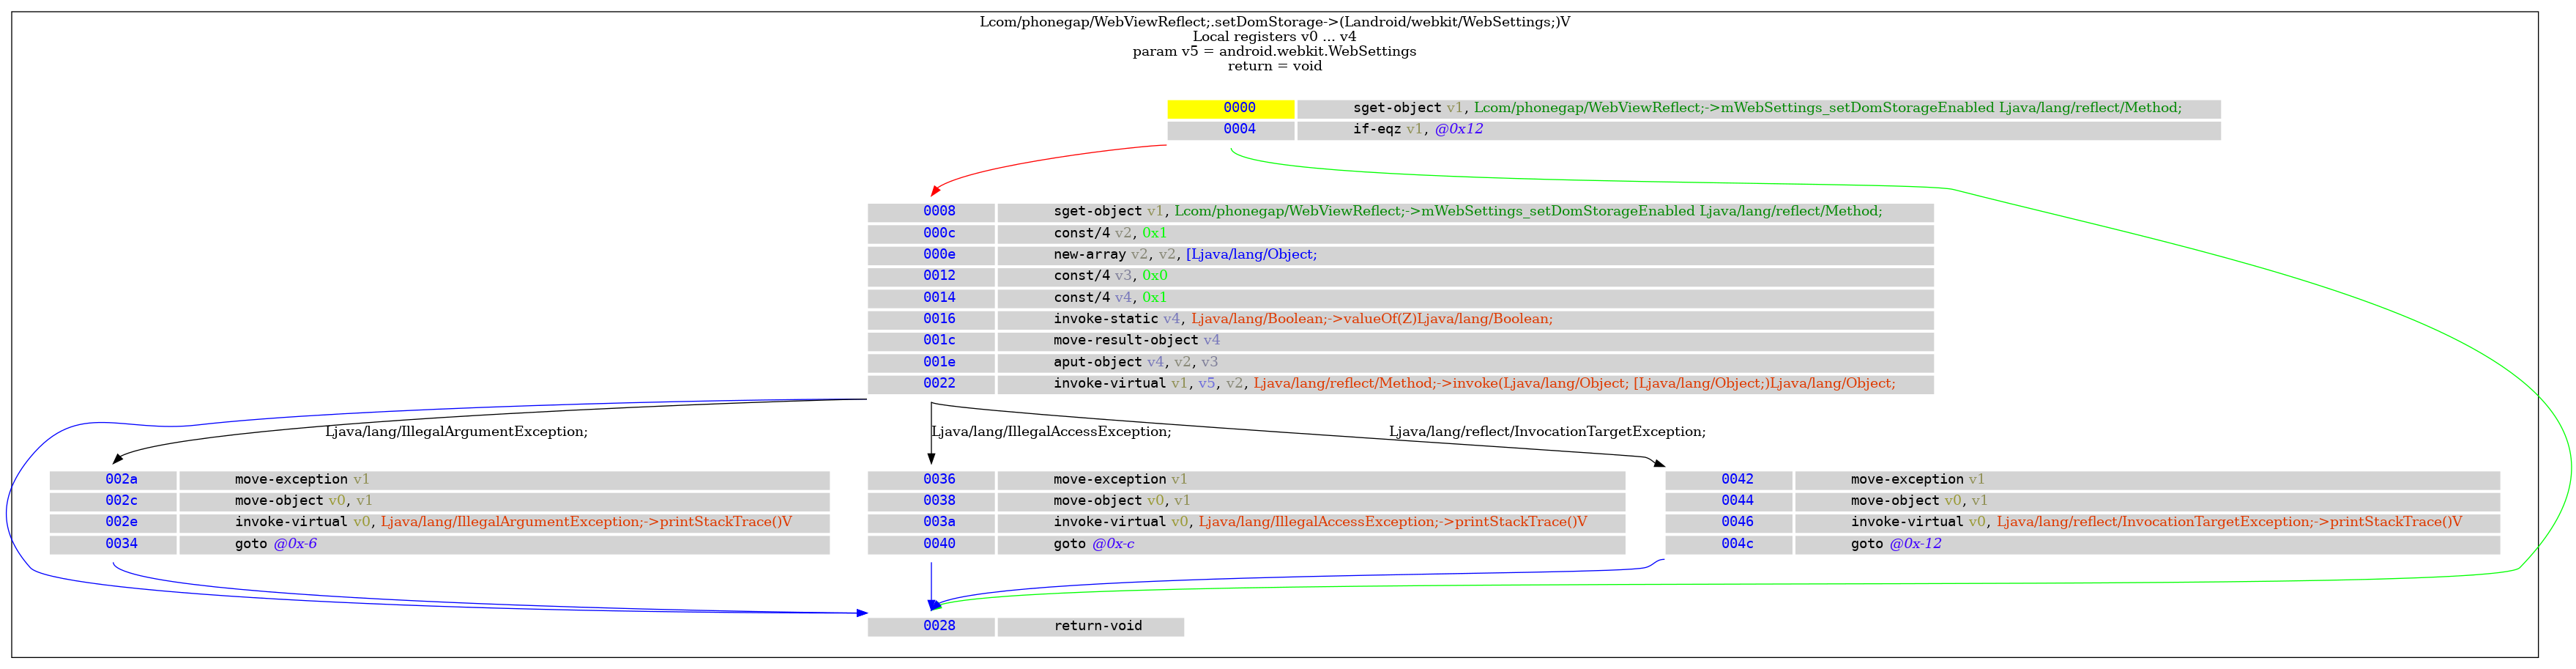 Lcom/phonegap/WebViewReflect;.setDomStorage->(Landroid/webkit/WebSettings;)V
Local registers v0 ... v4
param v5 = android.webkit.WebSettings
return = void
0000 sget-object v1, Lcom/phonegap/WebViewReflect;->mWebSettings_setDomStorageEnabled Ljava/lang/reflect/Method;
0004 if-eqz v1, @0x12
0008 sget-object v1, Lcom/phonegap/WebViewReflect;->mWebSettings_setDomStorageEnabled Ljava/lang/reflect/Method;
000c const/4 v2, 0x1
000e new-array v2, v2, [Ljava/lang/Object;
0012 const/4 v3, 0x0
0014 const/4 v4, 0x1
0016 invoke-static v4, Ljava/lang/Boolean;->valueOf(Z)Ljava/lang/Boolean;
001c move-result-object v4
001e aput-object v4, v2, v3
0022 invoke-virtual v1, v5, v2, Ljava/lang/reflect/Method;->invoke(Ljava/lang/Object; [Ljava/lang/Object;)Ljava/lang/Object;
Ljava/lang/IllegalArgumentException;
Ljava/lang/IllegalAccessException;
Ljava/lang/reflect/InvocationTargetException;
002a move-exception v1
002c move-object v0, v1
002e invoke-virtual v0, Ljava/lang/IllegalArgumentException;->printStackTrace()V
0034 goto @0x-6
0036 move-exception v1
0038 move-object v0, v1
003a invoke-virtual v0, Ljava/lang/IllegalAccessException;->printStackTrace()V
0040 goto @0x-c
0042 move-exception v1
0044 move-object v0, v1
0046 invoke-virtual v0, Ljava/lang/reflect/InvocationTargetException;->printStackTrace()V
004c goto @0x-12
0028 return-void